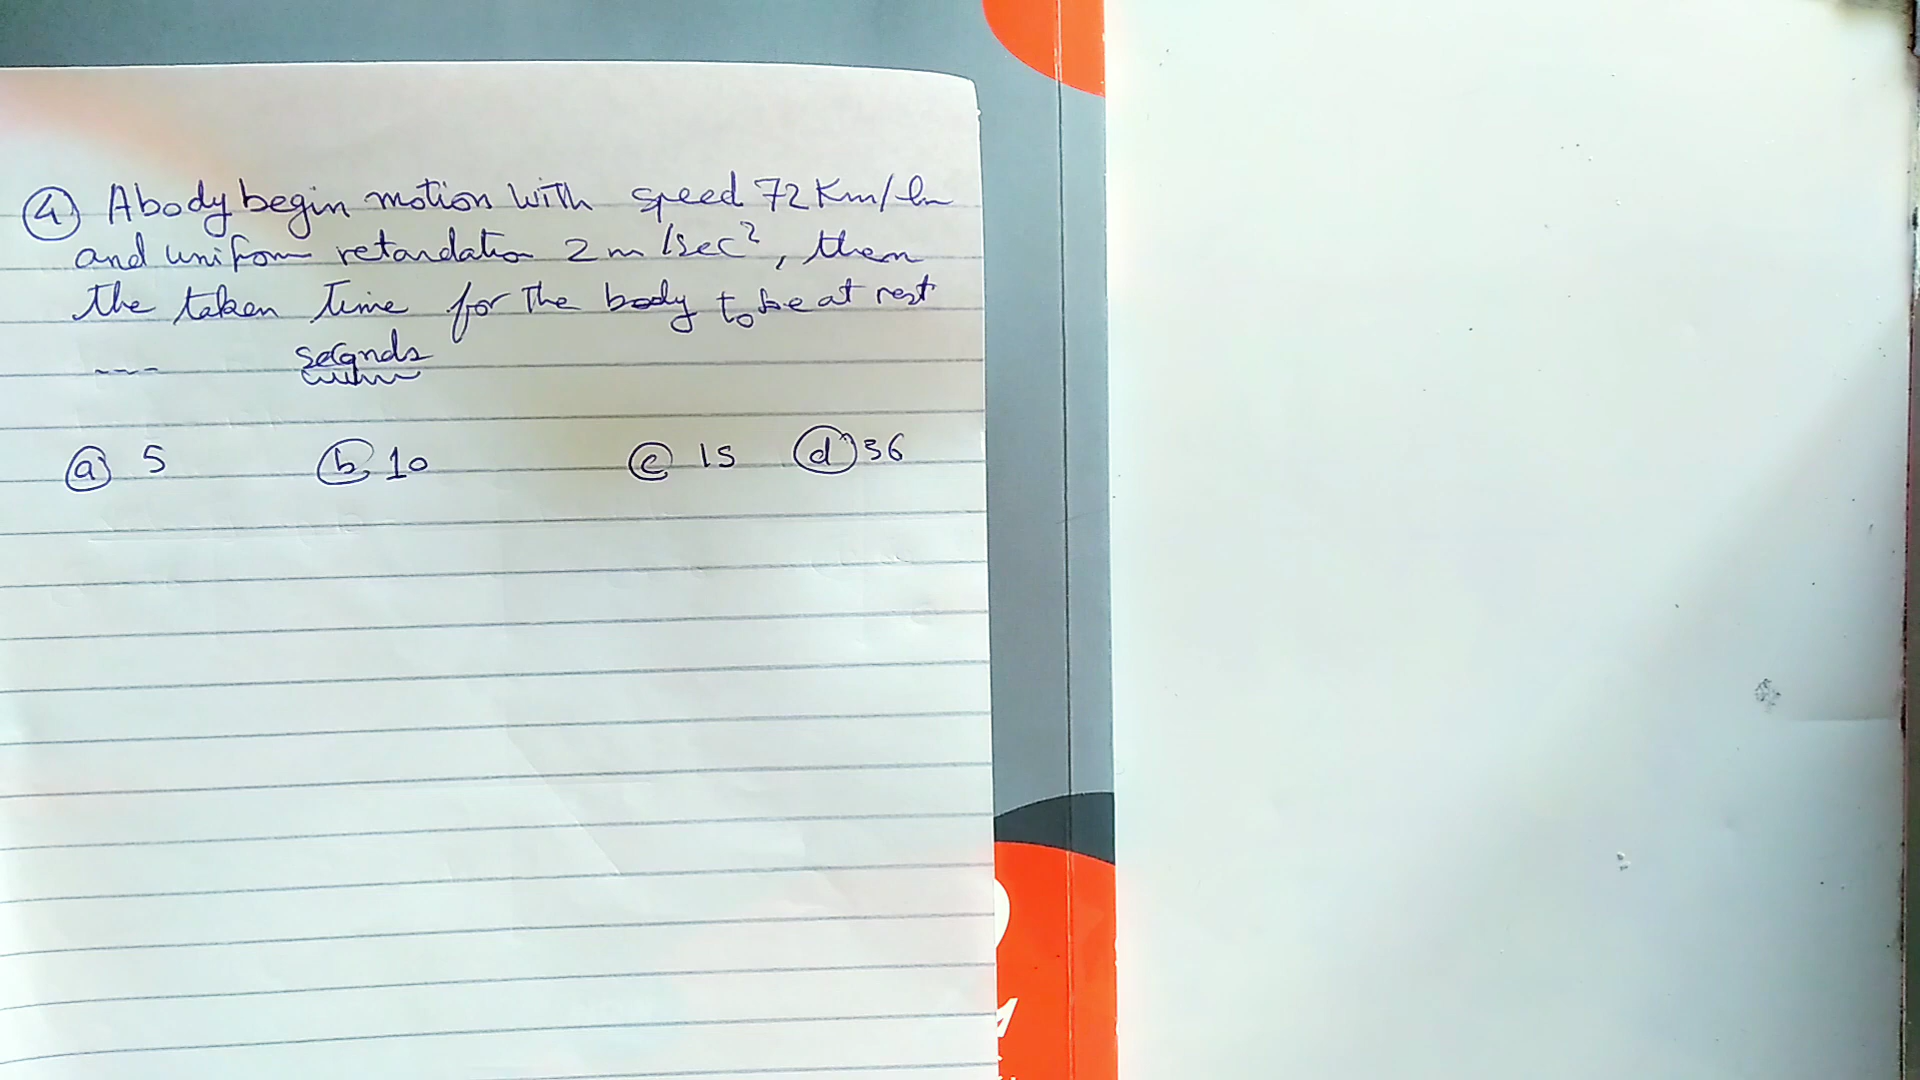 ④ A body begin motion with speed 72 Km/hr
and uniform retardation 2 m/sec², then
the taken time for the body to be at rest
---- seconds
ⓐ 5 ⓑ 10 ⓒ 15 ⓓ 36